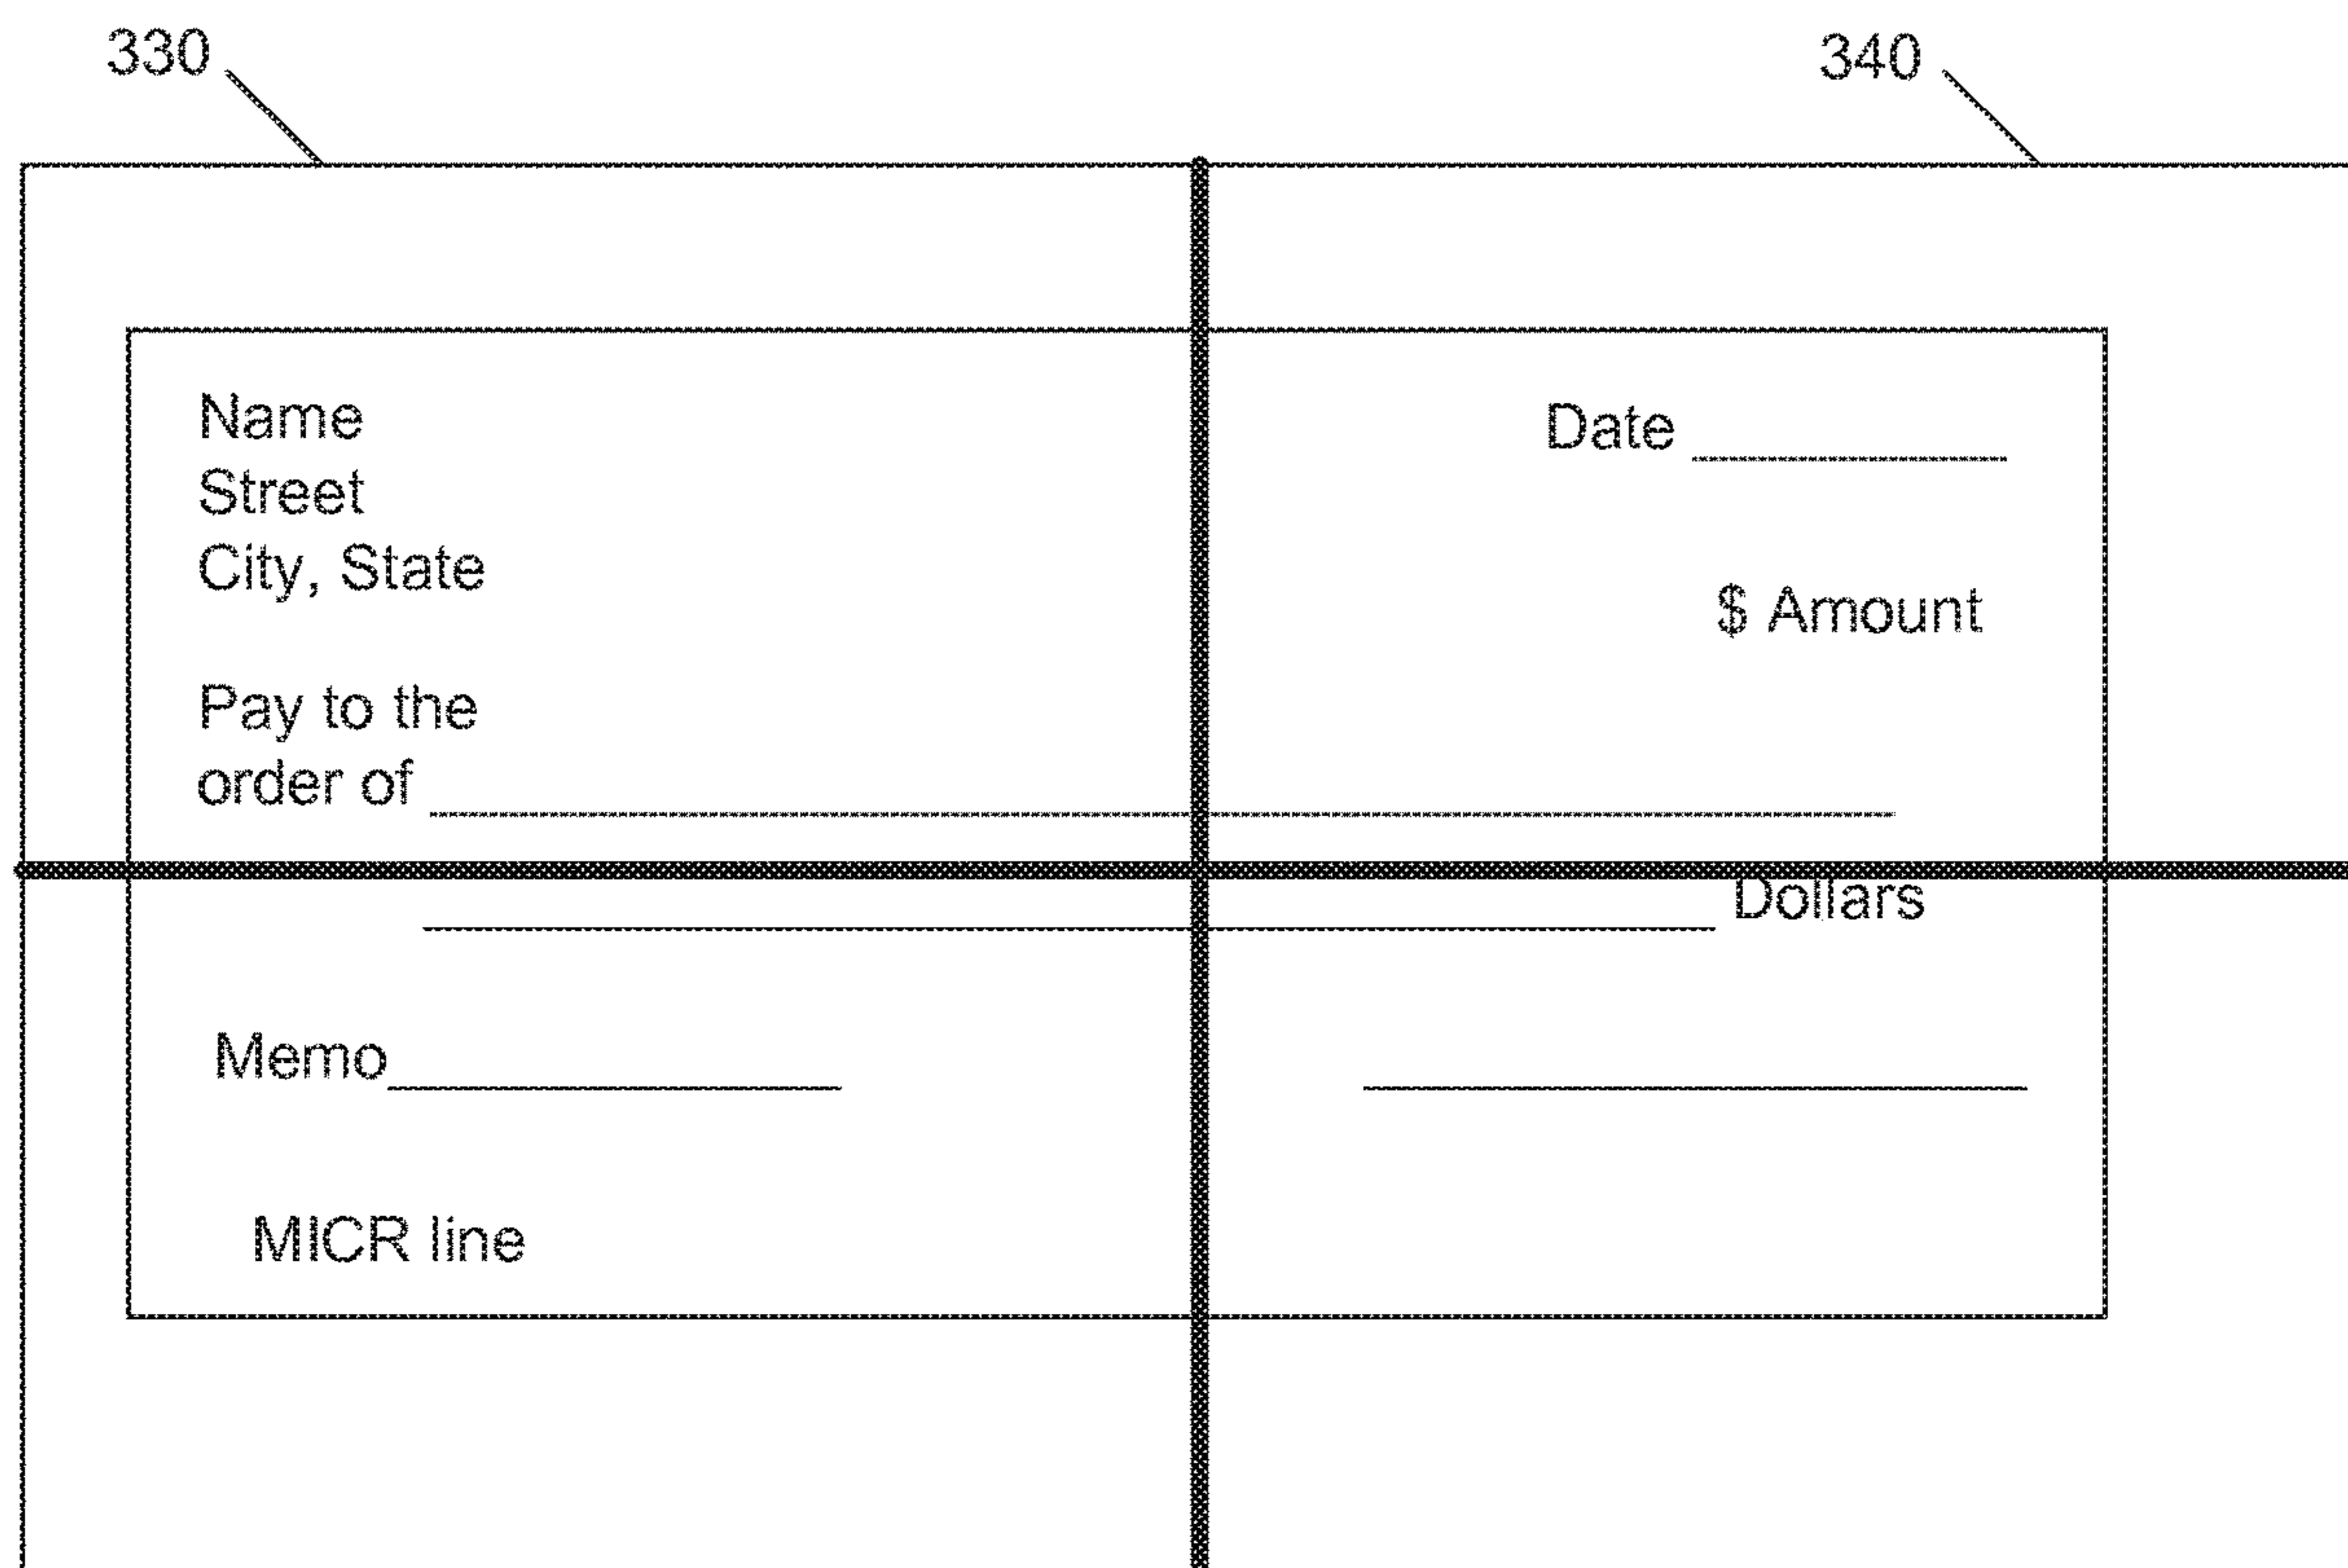 330
340
Name
Street
City, State
Date
$ Amount
Pay to the
order of
Dollars
Memo
MICR line